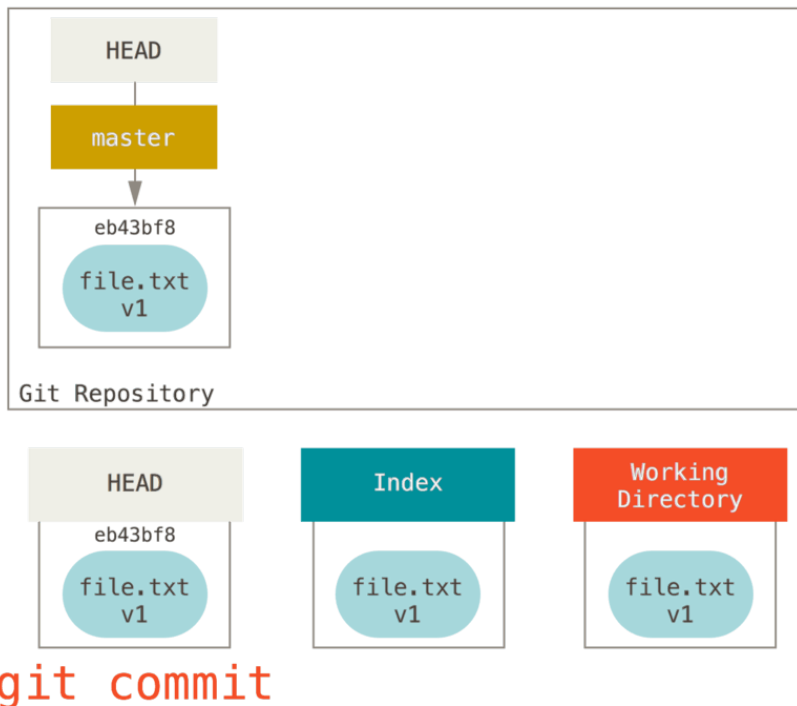 HEAD
master
eb43bf8
file.txt
v1
Git Repository
HEAD
eb43bf8
file.txt
v1
Index
file.txt
v1
Working
Directory
file.txt
v1
git commit